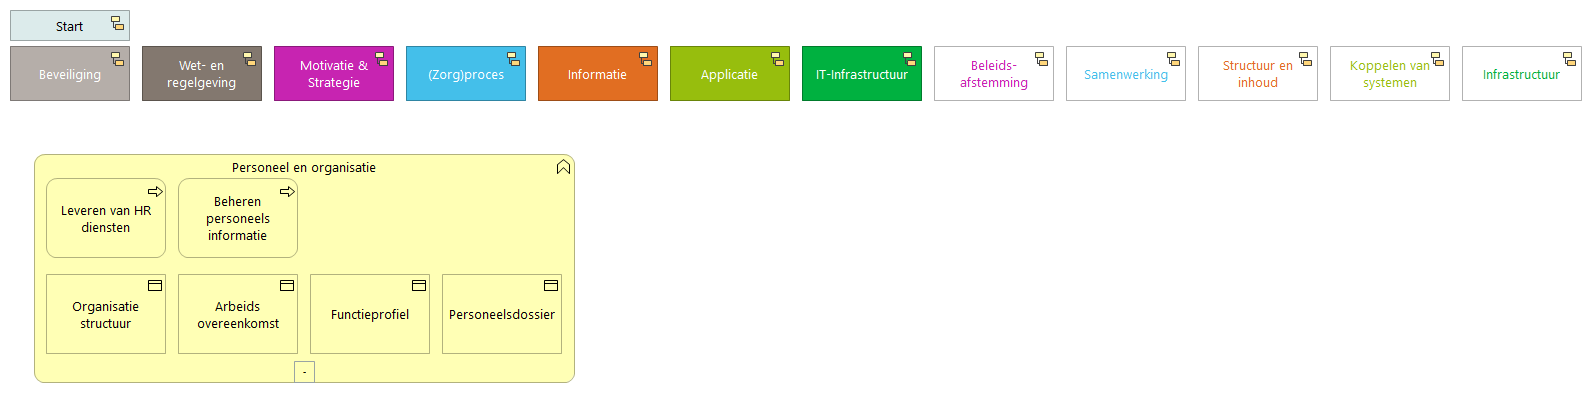 Start
Beveiliging
Wet- en
regelgeving
Motivatie &
Strategie
(Zorg)proces
Informatie
Applicatie
IT-Infrastructuur
Beleids-
afstemming
Samenwerking
Structuur en
inhoud
Koppelen van
systemen
Infrastructuur
Personeel en organisatie
Leveren van HR
diensten
Beheren
personeels
informatie
Organisatie
structuur
Arbeids
overeenkomst
Functieprofiel
Personeelsdossier
-